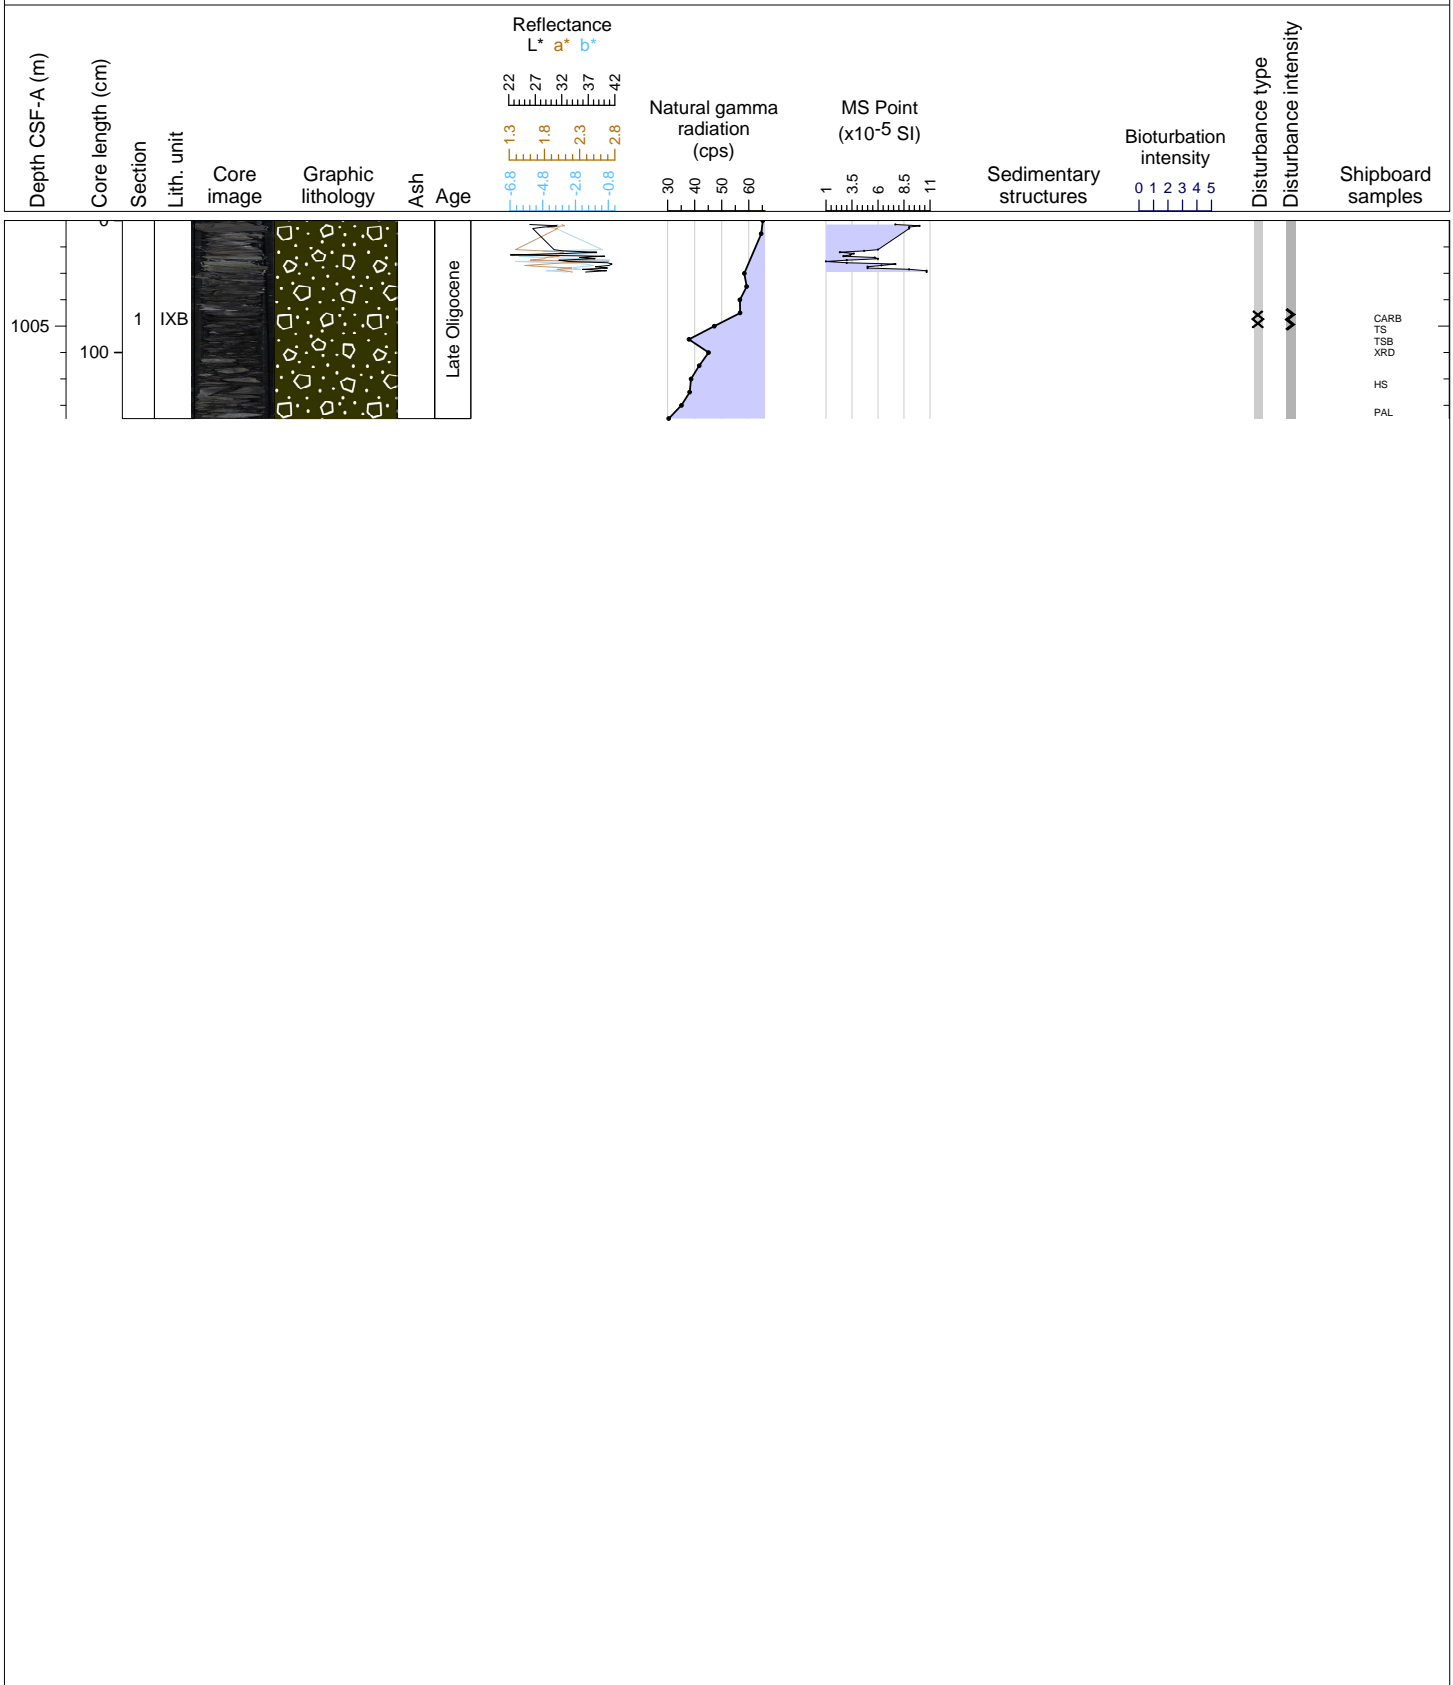 Depth CSF-A (m)
Core length (cm)
Section
Lith. unit
Core
image
Graphic
lithology
Ash
Age
Reflectance
L* a* b*
22 27 32 37 42
1.3 1.8 2.3 2.8
-6.8 -4.8 -2.8 -0.8
Natural gamma
radiation
(cps)
30 40 50 60
MS Point
(x10-5 SI)
1 3.5 6 8.5 11
Sedimentary
structures
Bioturbation
intensity
0 1 2 3 4 5
Disturbance type
Disturbance intensity
Shipboard
samples
0
1005
100
1
IXB
Late Oligocene
CARB
TS
TSB
XRD
HS
PAL